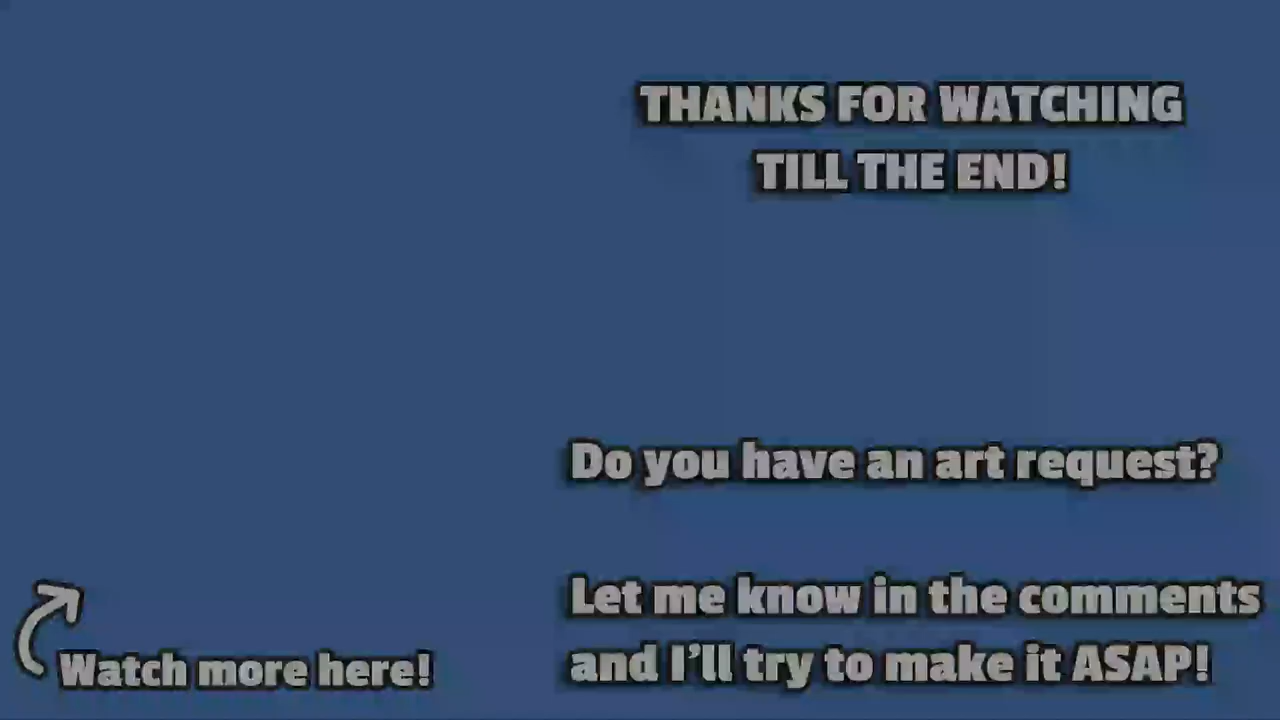 THANKS FOR WATCHING
TILL THE END!
Do you have an art request?
Let me know in the comments
and I’ll try to make it ASAP!
Watch more here!